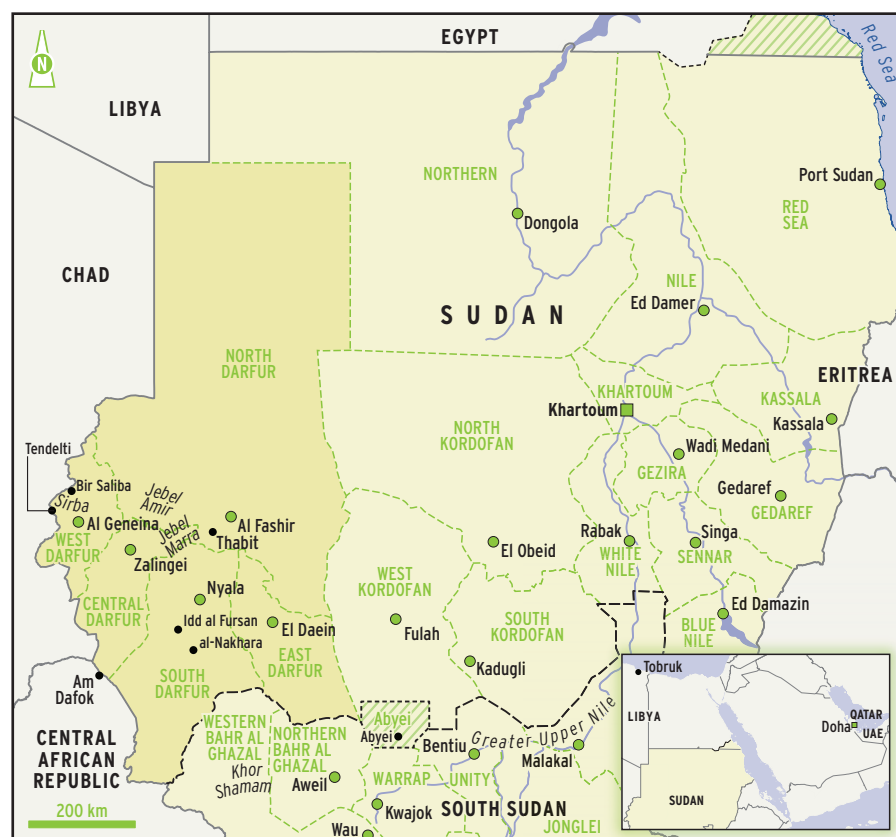 EGYPT
Red Sea
N
LIBYA
NORTHERN
Port Sudan
RED
SEA
Dongola
CHAD
NILE
Ed Damer
SUDAN
NORTH
DARFUR
ERITREA
KHARTOUM
Khartoum
KASSALA
Kassala
NORTH
KORDOFAN
Tendelti
Wadi Medani
GEZIRA
Bir Saliba
Sirba
Jebel
Amir
Gedaref
GEDAREF
Al Geneina
Al Fashir
Jebel
Marra
Thabit
WEST
DARFUR
Zalingei
El Obeid
Rabak
WHITE
NILE
Singa
SENNAR
WEST
KORDOFAN
Nyala
CENTRAL
DARFUR
Idd al Fursan
al-Nakhara
El Daein
EAST
DARFUR
Fulah
SOUTH
KORDOFAN
Ed Damazin
BLUE
NILE
Kadugli
Am
Dafok
SOUTH
DARFUR
Tobruk
LIBYA
QATAR
Doha
UAE
SUDAN
Abyei
Abyei
WESTERN
BAHR AL
GHAZAL
NORTHERN
BAHR AL
GHAZAL
Greater Upper Nile
Bentiu
Malakal
CENTRAL
AFRICAN
REPUBLIC
Khor
Shamam
Aweil
WARRAP
UNITY
Kwajok
SOUTH SUDAN
JONGLEI
Wau
200 km